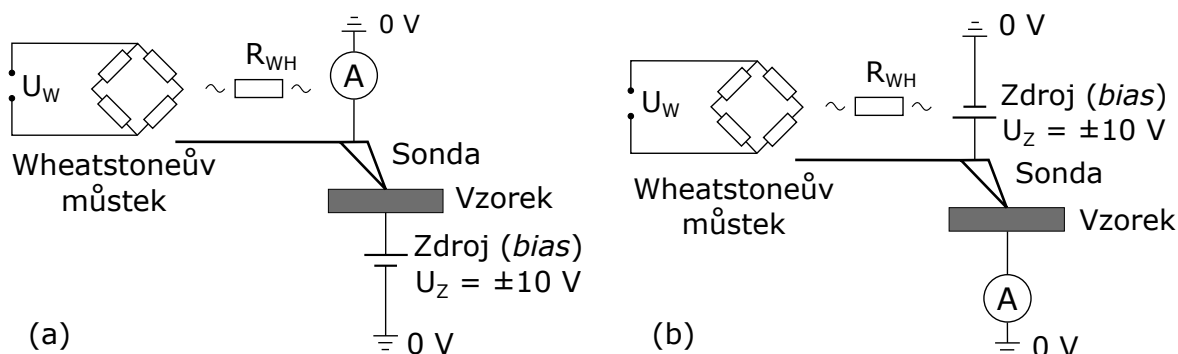 0 V
R_WH
A
U_W
Sonda
Wheatstoneův
můstek
Vzorek
Zdroj (bias)
U_Z = ±10 V
(a)
0 V
0 V
R_WH
Zdroj (bias)
U_Z = ±10 V
U_W
Sonda
Wheatstoneův
můstek
Vzorek
A
(b)
0 V